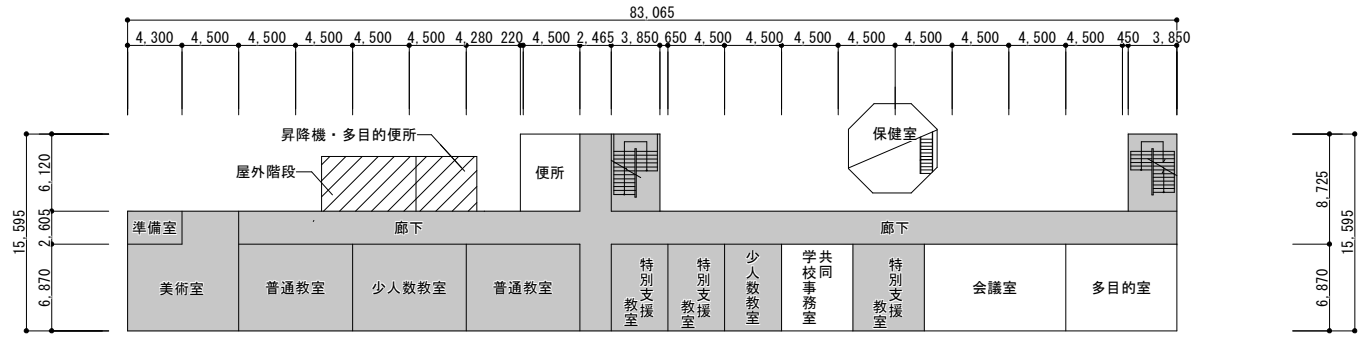 83,065
4,300 4,500 4,500 4,500 4,500 4,500 4,280 220 4,500 2,465 3,850 650 4,500 4,500 4,500 4,500 4,500 4,500 4,500 450 3,850
昇降機・多目的便所
屋外階段
便所
保健室
15,595
6,120
2,605
6,870
8,725
6,870
15,595
準備室
廊下
廊下
美術室
普通教室
少人数教室
普通教室
特別支援
教室
特別支援
教室
少人数教室
共同
学校事務室
特別支援
教室
会議室
多目的室